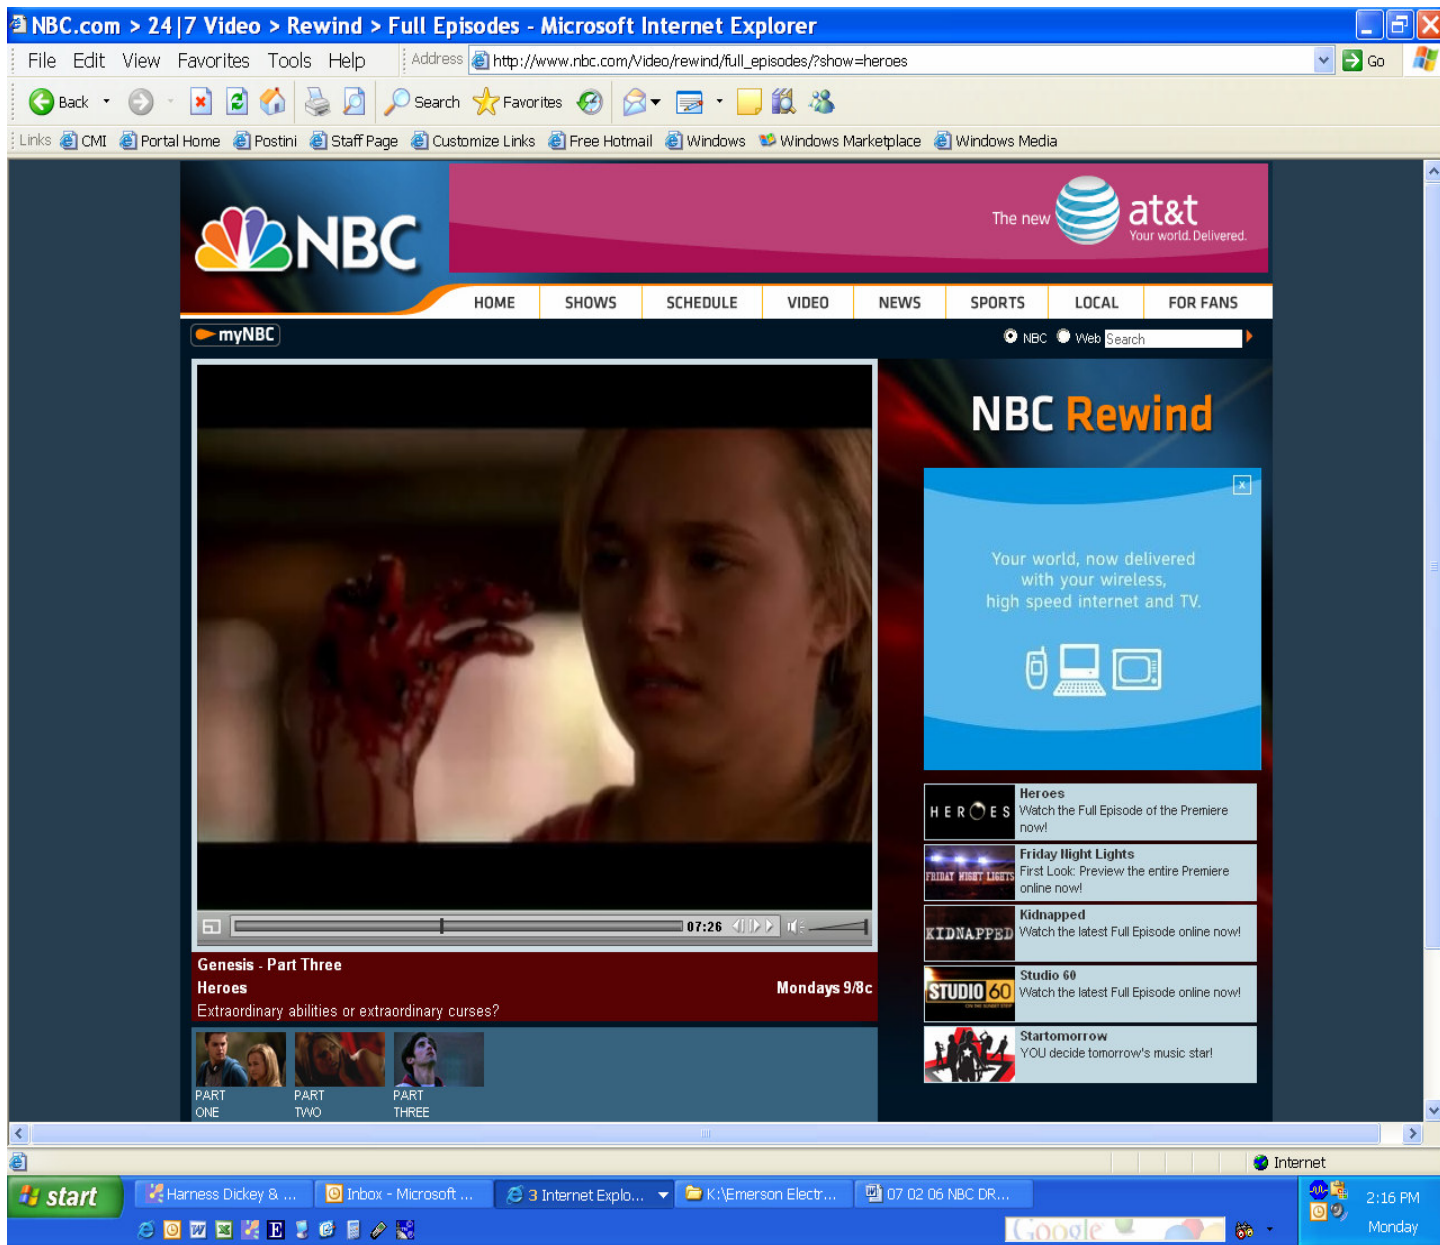 NBC.com > 24|7 Video > Rewind > Full Episodes - Microsoft Internet Explorer
File Edit View Favorites Tools Help Address http://www.nbc.com/Video/rewind/full_episodes/?show=heroes Go
Back Search Favorites
Links CMI Portal Home Postini Staff Page Customize Links Free Hotmail Windows Windows Marketplace Windows Media
NBC
The new at&t
Your world. Delivered.
HOME SHOWS SCHEDULE VIDEO NEWS SPORTS LOCAL FOR FANS
myNBC
NBC Web Search
NBC Rewind
x
Your world, now delivered
with your wireless,
high speed internet and TV.
07:26
Genesis - Part Three
Heroes Mondays 9/8c
Extraordinary abilities or extraordinary curses?
PART ONE
PART TWO
PART THREE
HEROES
Heroes
Watch the Full Episode of the Premiere
now!
FRIDAY NIGHT LIGHTS
Friday Night Lights
First Look: Preview the entire Premiere
online now!
KIDNAPPED
Kidnapped
Watch the latest Full Episode online now!
STUDIO 60
Studio 60
Watch the latest Full Episode online now!
Startomorrow
YOU decide tomorrow's music star!
Internet
start Harness Dickey & ... Inbox - Microsoft ... 3 Internet Explo... K:\Emerson Electr... 07 02 06 NBC DR... 2:16 PM
Google Monday